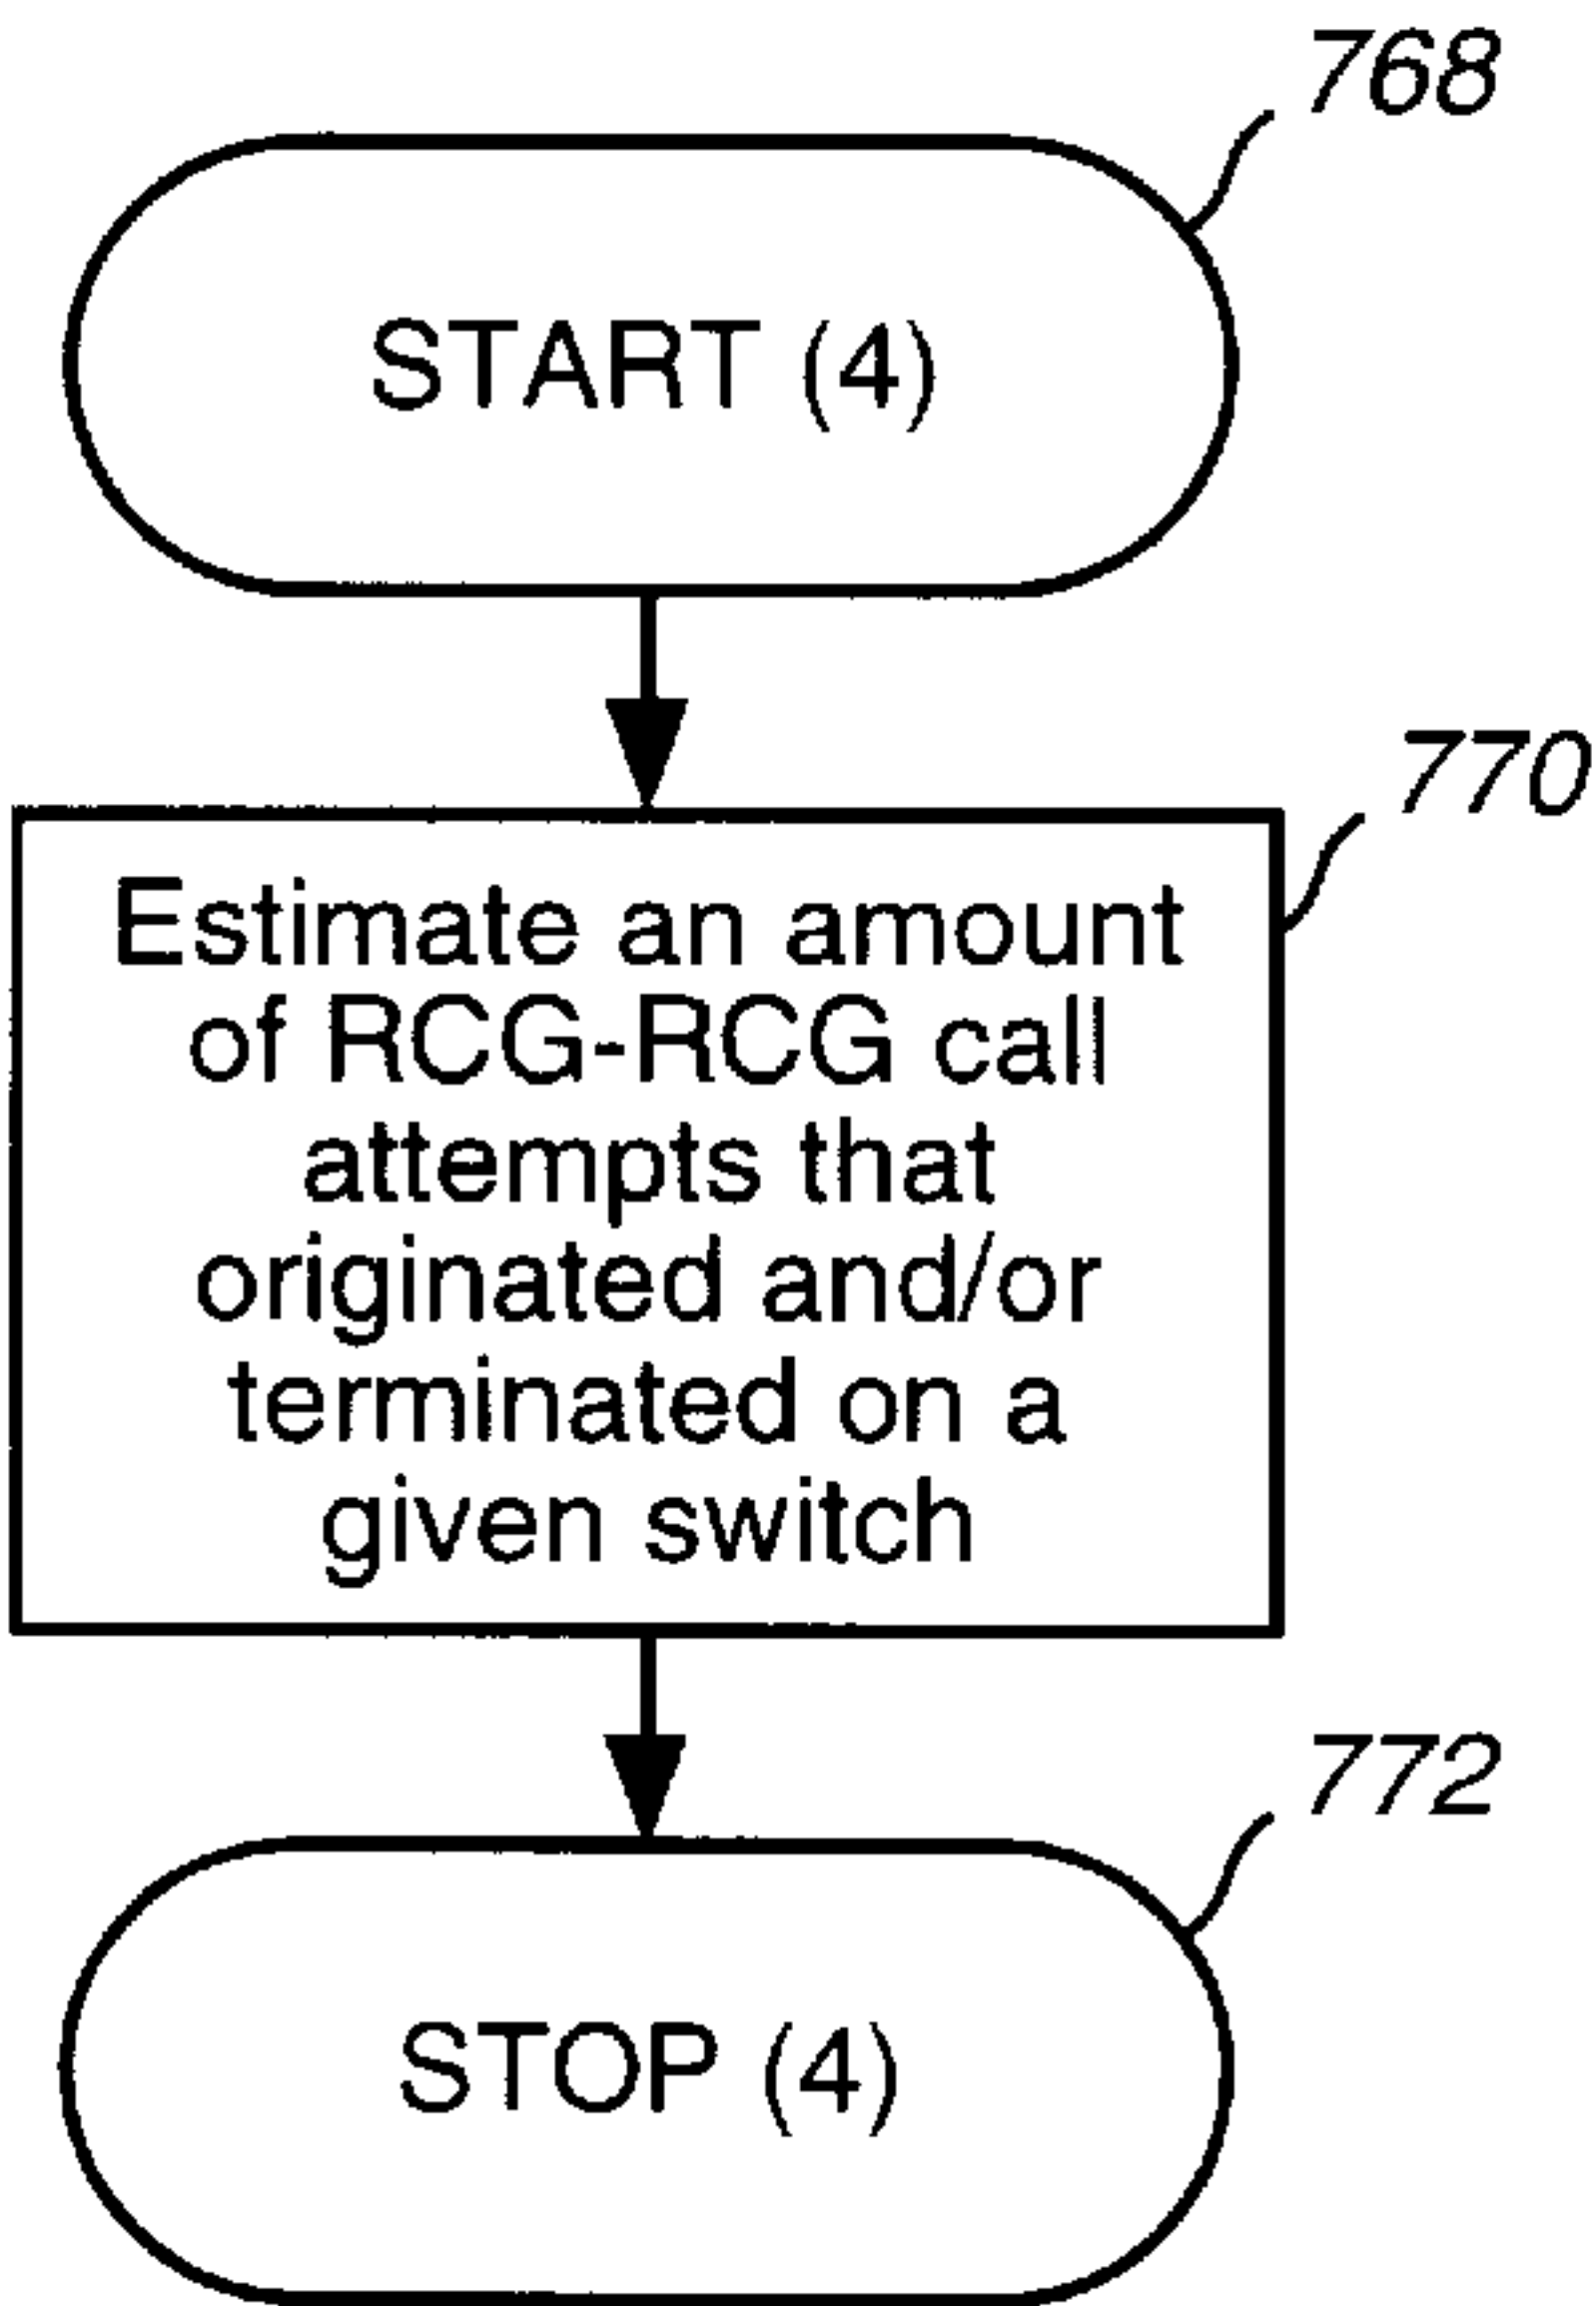 768
START (4)
770
Estimate an amount
of RCG-RCG call
attempts that
originated and/or
terminated on a
given switch
772
STOP (4)